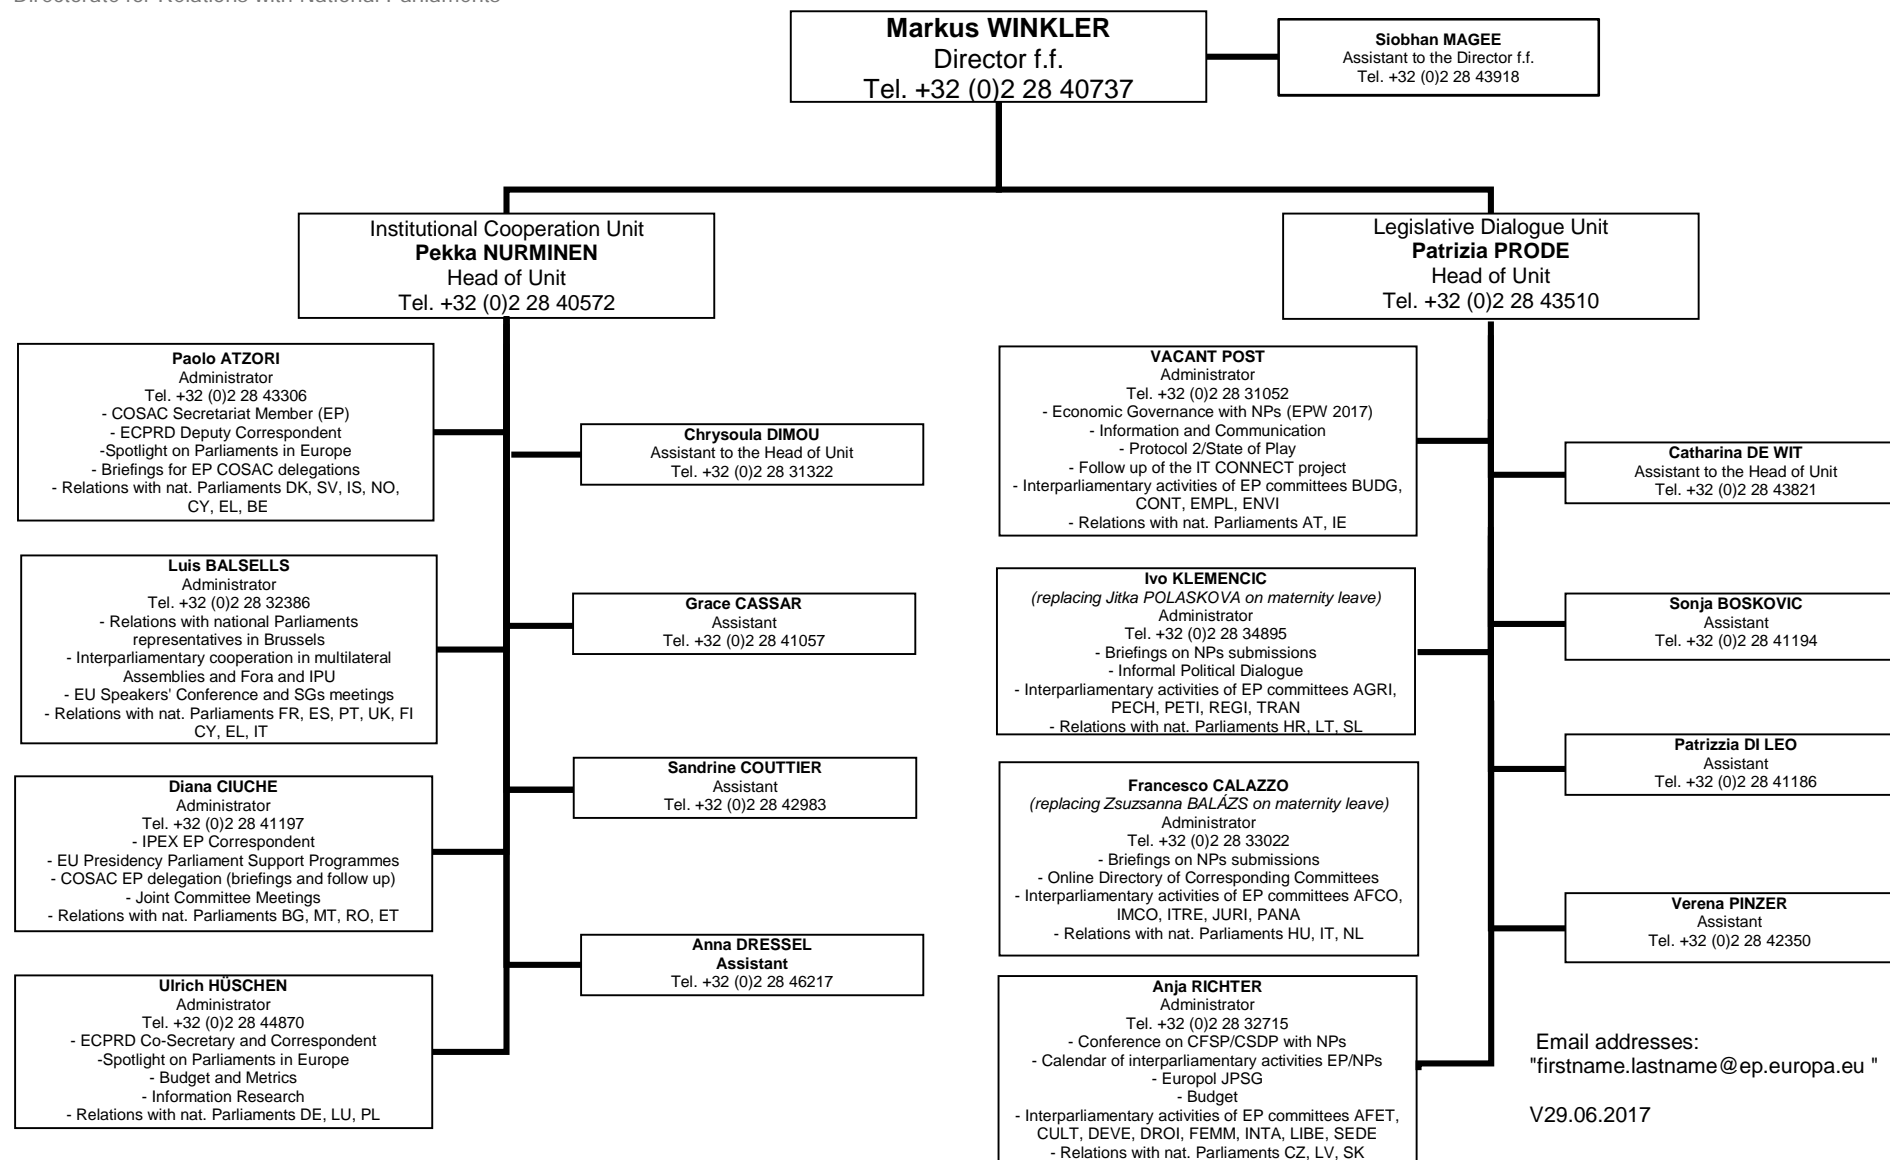 Directorate for Relations with National Parliaments
Markus WINKLER
Director f.f.
Tel. +32 (0)2 28 40737
Siobhan MAGEE
Assistant to the Director f.f.
Tel. +32 (0)2 28 43918
Institutional Cooperation Unit
Pekka NURMINEN
Head of Unit
Tel. +32 (0)2 28 40572
Legislative Dialogue Unit
Patrizia PRODE
Head of Unit
Tel. +32 (0)2 28 43510
Paolo ATZORI
Administrator
Tel. +32 (0)2 28 43306
- COSAC Secretariat Member (EP)
- ECPRD Deputy Correspondent
-Spotlight on Parliaments in Europe
- Briefings for EP COSAC delegations
- Relations with nat. Parliaments DK, SV, IS, NO,
CY, EL, BE
Chrysoula DIMOU
Assistant to the Head of Unit
Tel. +32 (0)2 28 31322
Luis BALSELLS
Administrator
Tel. +32 (0)2 28 32386
- Relations with national Parliaments
representatives in Brussels
- Interparliamentary cooperation in multilateral
Assemblies and Fora and IPU
- EU Speakers' Conference and SGs meetings
- Relations with nat. Parliaments FR, ES, PT, UK, FI
CY, EL, IT
Grace CASSAR
Assistant
Tel. +32 (0)2 28 41057
Diana CIUCHE
Administrator
Tel. +32 (0)2 28 41197
- IPEX EP Correspondent
- EU Presidency Parliament Support Programmes
- COSAC EP delegation (briefings and follow up)
- Joint Committee Meetings
- Relations with nat. Parliaments BG, MT, RO, ET
Sandrine COUTTIER
Assistant
Tel. +32 (0)2 28 42983
Ulrich HÜSCHEN
Administrator
Tel. +32 (0)2 28 44870
- ECPRD Co-Secretary and Correspondent
-Spotlight on Parliaments in Europe
- Budget and Metrics
- Information Research
- Relations with nat. Parliaments DE, LU, PL
Anna DRESSEL
Assistant
Tel. +32 (0)2 28 46217
VACANT POST
Administrator
Tel. +32 (0)2 28 31052
- Economic Governance with NPs (EPW 2017)
- Information and Communication
- Protocol 2/State of Play
- Follow up of the IT CONNECT project
- Interparliamentary activities of EP committees BUDG,
CONT, EMPL, ENVI
- Relations with nat. Parliaments AT, IE
Catharina DE WIT
Assistant to the Head of Unit
Tel. +32 (0)2 28 43821
Ivo KLEMENCIC
(replacing Jitka POLASKOVA on maternity leave)
Administrator
Tel. +32 (0)2 28 34895
- Briefings on NPs submissions
- Informal Political Dialogue
- Interparliamentary activities of EP committees AGRI,
PECH, PETI, REGI, TRAN
- Relations with nat. Parliaments HR, LT, SL
Sonja BOSKOVIC
Assistant
Tel. +32 (0)2 28 41194
Francesco CALAZZO
(replacing Zsuzsanna BALÁZS on maternity leave)
Administrator
Tel. +32 (0)2 28 33022
- Briefings on NPs submissions
- Online Directory of Corresponding Committees
- Interparliamentary activities of EP committees AFCO,
IMCO, ITRE, JURI, PANA
- Relations with nat. Parliaments HU, IT, NL
Patrizzia DI LEO
Assistant
Tel. +32 (0)2 28 41186
Anja RICHTER
Administrator
Tel. +32 (0)2 28 32715
- Conference on CFSP/CSDP with NPs
- Calendar of interparliamentary activities EP/NPs
- Europol JPSG
- Budget
- Interparliamentary activities of EP committees AFET,
CULT, DEVE, DROI, FEMM, INTA, LIBE, SEDE
- Relations with nat. Parliaments CZ, LV, SK
Verena PINZER
Assistant
Tel. +32 (0)2 28 42350
Email addresses:
"firstname.lastname@ep.europa.eu "
V29.06.2017